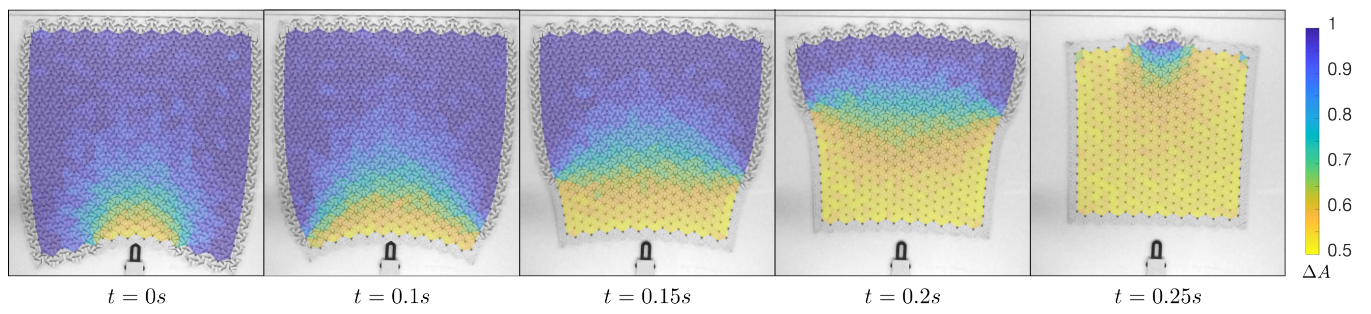 1
0.9
0.8
0.7
0.6
0.5
ΔA
t = 0s
t = 0.1s
t = 0.15s
t = 0.2s
t = 0.25s